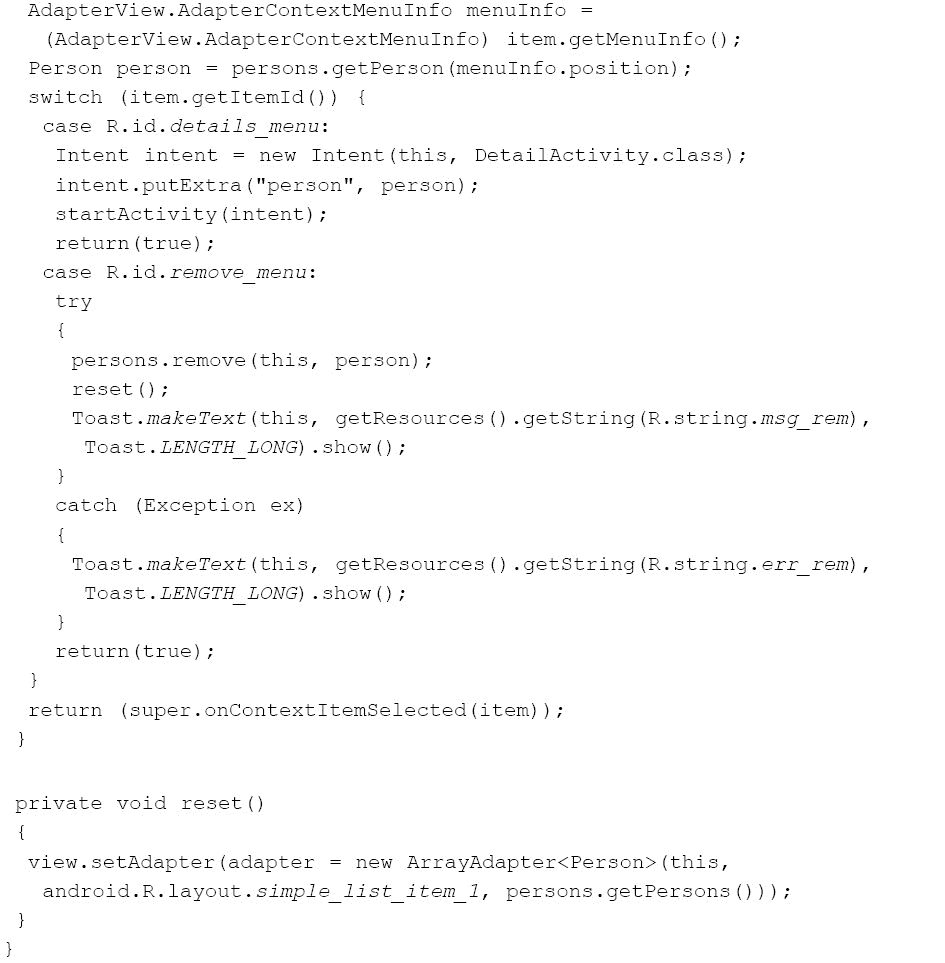 AdapterView.AdapterContextMenuInfo menuInfo =
(AdapterView.AdapterContextMenuInfo) item.getMenuInfo();
Person person = persons.getPerson(menuInfo.position);
switch (item.getItemId()) {
case R.id.details_menu:
Intent intent = new Intent(this, DetailActivity.class);
intent.putExtra("person", person);
startActivity(intent);
return(true);
case R.id.remove_menu:
try
{
persons.remove(this, person);
reset();
Toast.makeText(this, getResources().getString(R.string.msg_rem),
Toast.LENGTH_LONG).show();
}
catch (Exception ex)
{
Toast.makeText(this, getResources().getString(R.string.err_rem),
Toast.LENGTH_LONG).show();
}
return(true);
}
return (super.onContextItemSelected(item));
}
private void reset()
{
view.setAdapter(adapter = new ArrayAdapter<Person>(this,
android.R.layout.simple_list_item_1, persons.getPersons()));
}
}